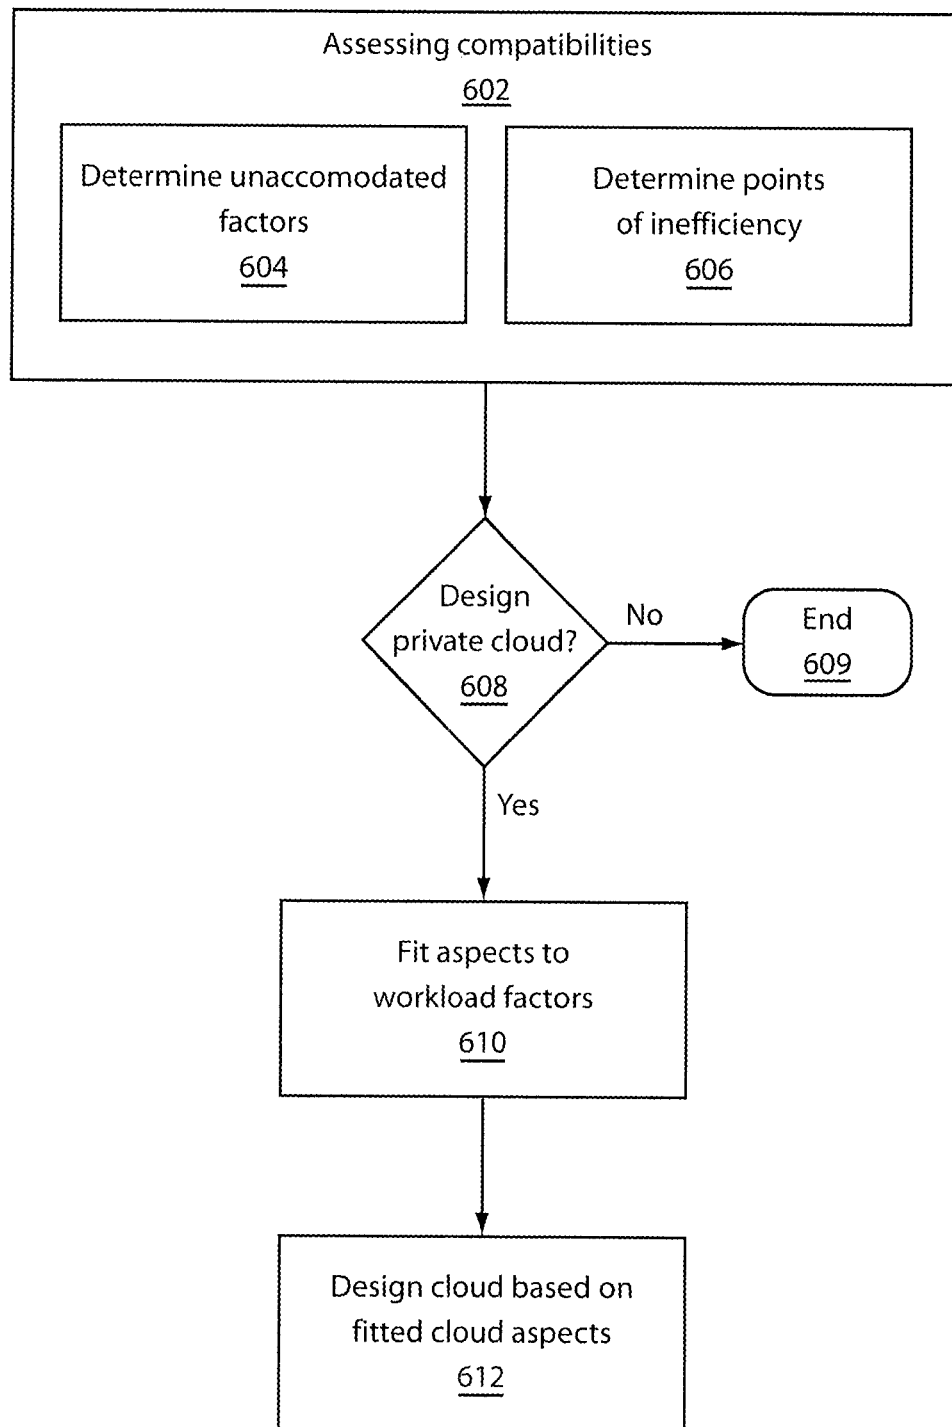 Assessing compatibilities
602
Determine unaccomodated
factors
604
Determine points
of inefficiency
606
Design
private cloud?
608
No
End
609
Yes
Fit aspects to
workload factors
610
Design cloud based on
fitted cloud aspects
612